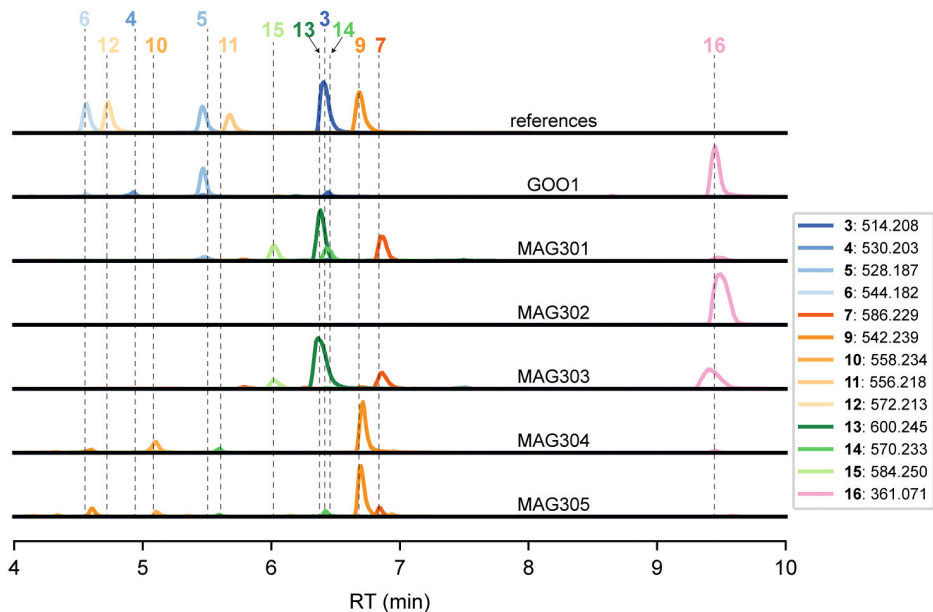 6 4 5 13 3 9 7 16
12 10 11 15 14
references
GOO1
MAG301
MAG302
MAG303
MAG304
MAG305
3: 514.208
4: 530.203
5: 528.187
6: 544.182
7: 586.229
9: 542.239
10: 558.234
11: 556.218
12: 572.213
13: 600.245
14: 570.233
15: 584.250
16: 361.071
4 5 6 7 8 9 10
RT (min)